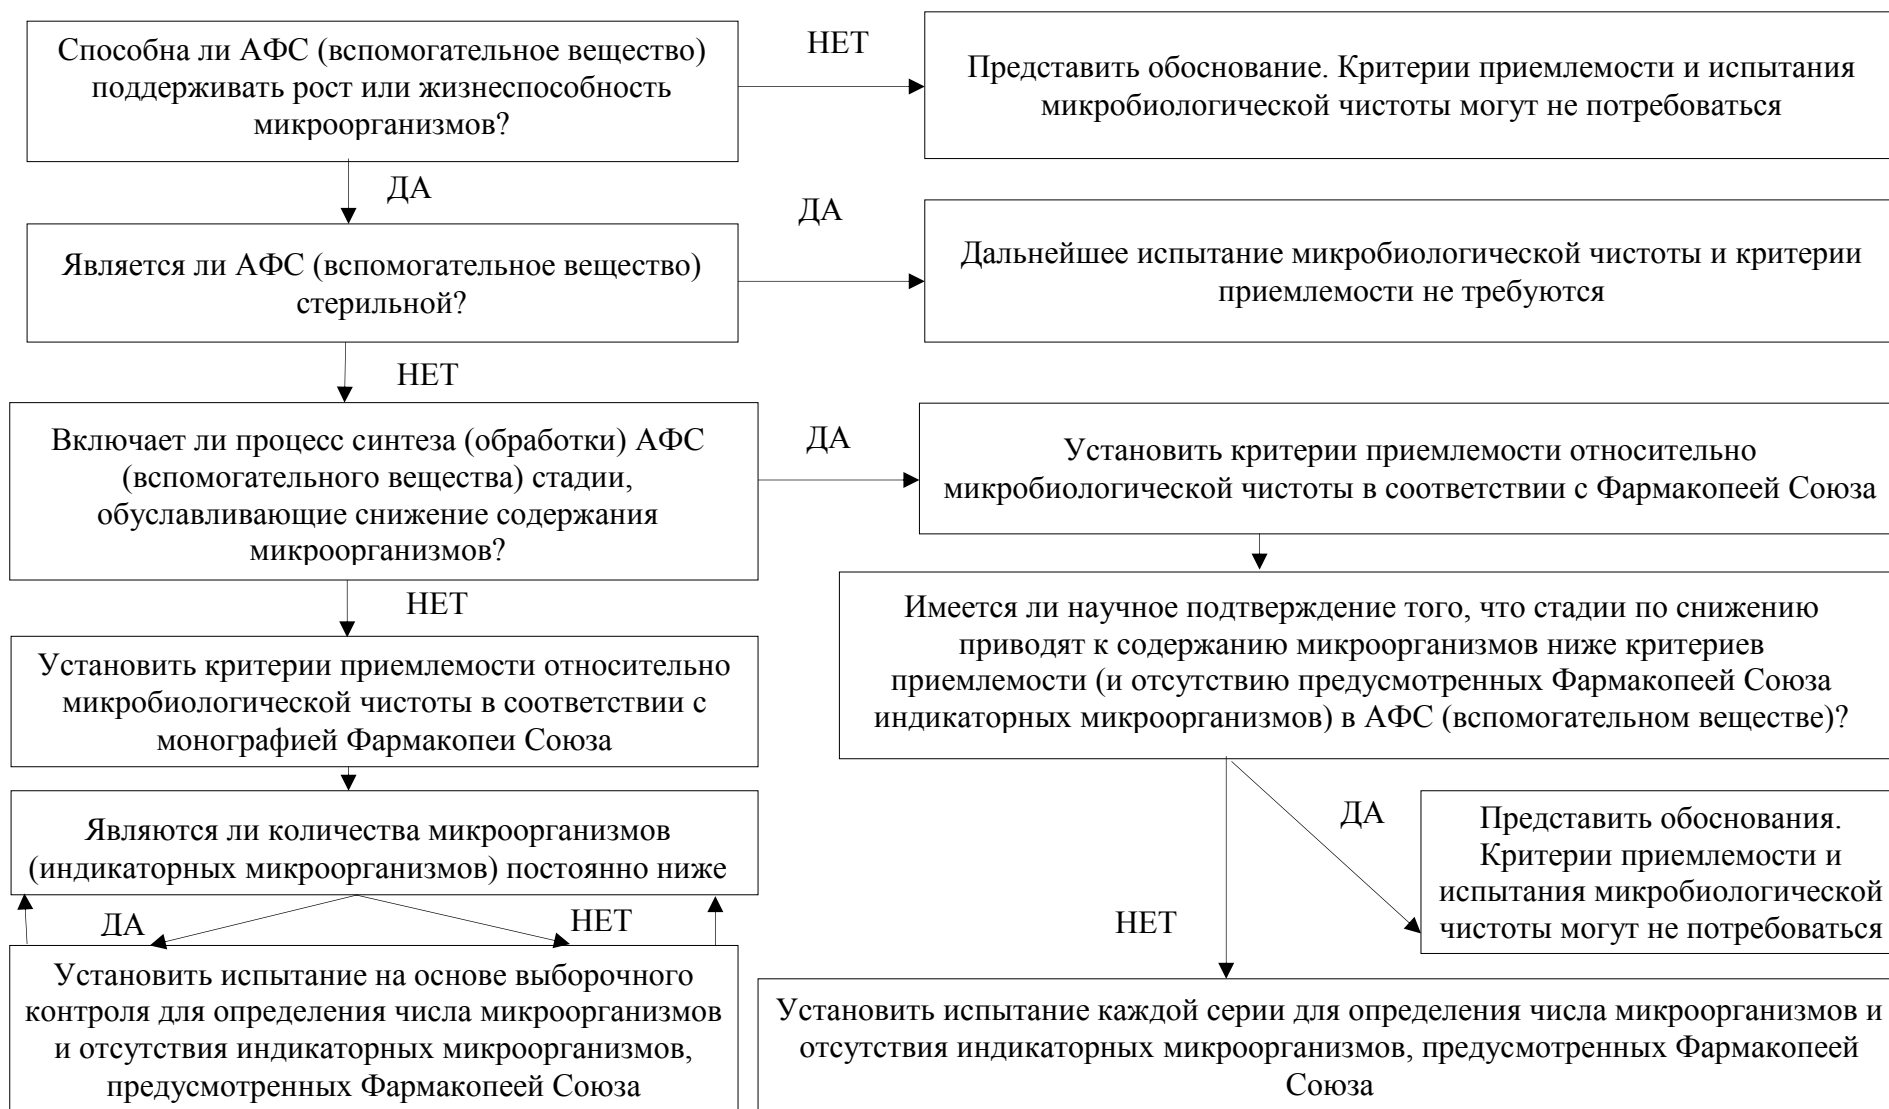 Способна ли АФС (вспомогательное вещество)
поддерживать рост или жизнеспособность
микроорганизмов?
НЕТ
Представить обоснование. Критерии приемлемости и испытания
микробиологической чистоты могут не потребоваться
ДА
Является ли АФС (вспомогательное вещество)
стерильной?
ДА
Дальнейшее испытание микробиологической чистоты и критерии
приемлемости не требуются
НЕТ
Включает ли процесс синтеза (обработки) АФС
(вспомогательного вещества) стадии,
обуславливающие снижение содержания
микроорганизмов?
ДА
Установить критерии приемлемости относительно
микробиологической чистоты в соответствии с Фармакопеей Союза
НЕТ
Имеется ли научное подтверждение того, что стадии по снижению
приводят к содержанию микроорганизмов ниже критериев
приемлемости (и отсутствию предусмотренных Фармакопеей Союза
индикаторных микроорганизмов) в АФС (вспомогательном веществе)?
Установить критерии приемлемости относительно
микробиологической чистоты в соответствии с
монографией Фармакопеи Союза
Являются ли количества микроорганизмов
(индикаторных микроорганизмов) постоянно ниже
ДА
Представить обоснования.
Критерии приемлемости и
испытания микробиологической
чистоты могут не потребоваться
ДА
НЕТ
НЕТ
Установить испытание на основе выборочного
контроля для определения числа микроорганизмов
и отсутствия индикаторных микроорганизмов,
предусмотренных Фармакопеей Союза
Установить испытание каждой серии для определения числа микроорганизмов и
отсутствия индикаторных микроорганизмов, предусмотренных Фармакопеей
Союза